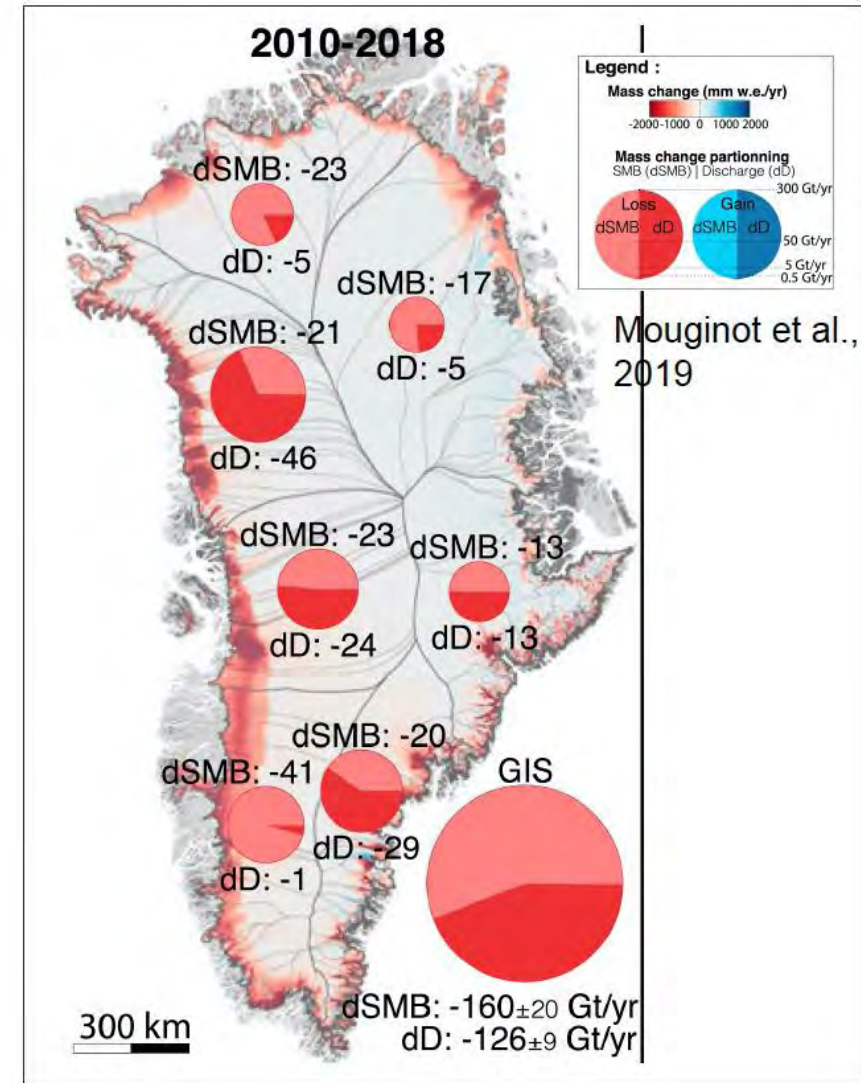 2010-2018
Legend :
Mass change (mm w.e./yr)
-2000-1000 0 1000 2000
Mass change partionning
SMB (dSMB) | Discharge (dD)
300 Gt/yr
Loss
Gain
dSMB dD
dSMB dD
50 Gt/yr
5 Gt/yr
0.5 Gt/yr
Mouginot et al.,
2019
dSMB: -23
dD: -5
dSMB: -17
dD: -5
dSMB: -21
dD: -46
dSMB: -23
dD: -24
dSMB: -13
dD: -13
dSMB: -20
dD: -29
dSMB: -41
dD: -1
GIS
dSMB: -160±20 Gt/yr
dD: -126±9 Gt/yr
300 km